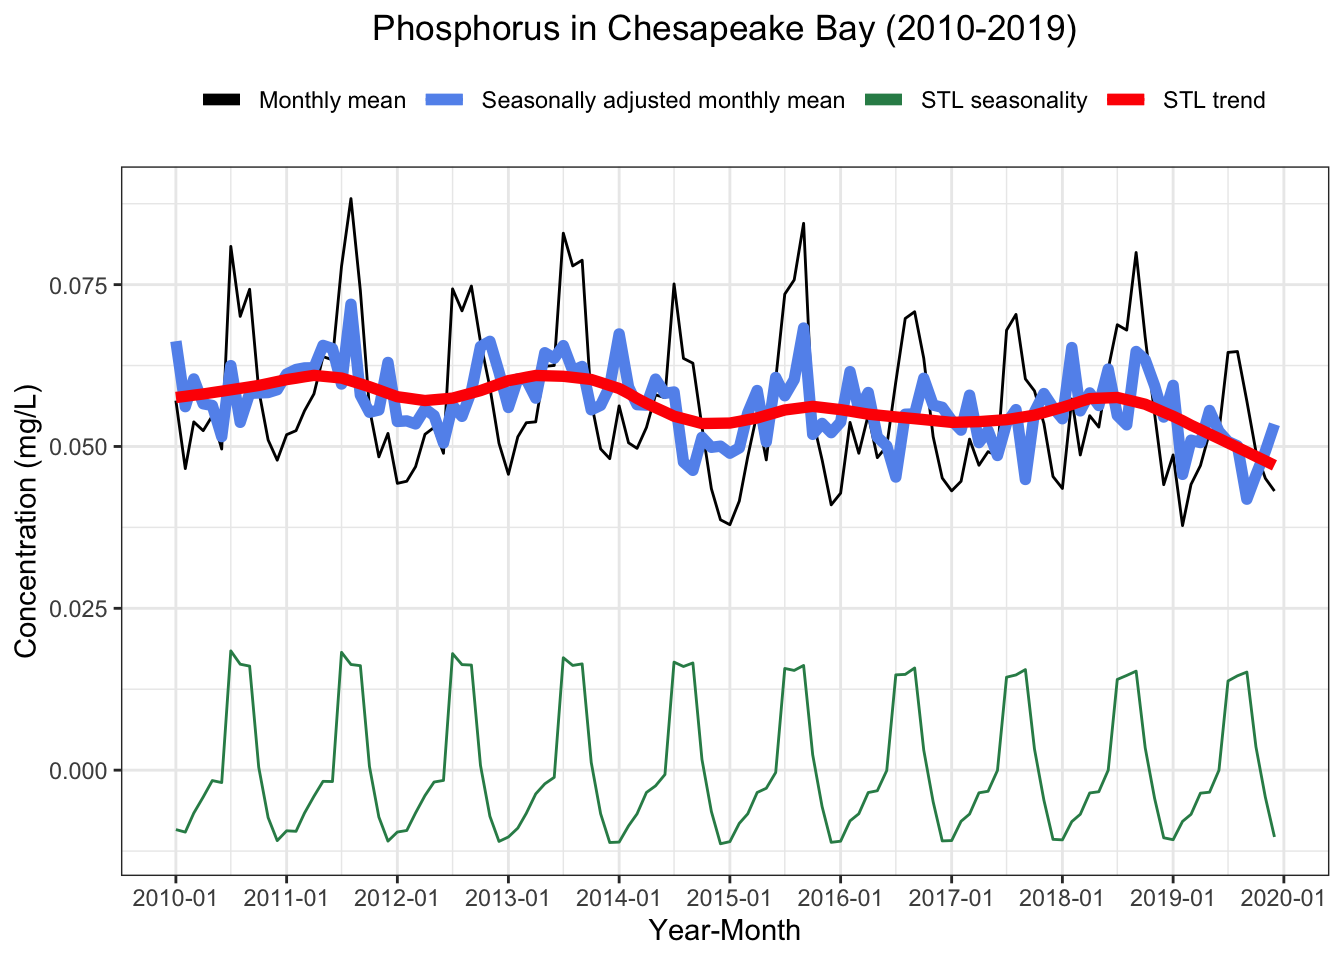 Phosphorus in Chesapeake Bay (2010-2019)
Monthly mean Seasonally adjusted monthly mean STL seasonality STL trend
Concentration (mg/L)
0.075
0.050
0.025
0.000
2010-01 2011-01 2012-01 2013-01 2014-01 2015-01 2016-01 2017-01 2018-01 2019-01 2020-01
Year-Month